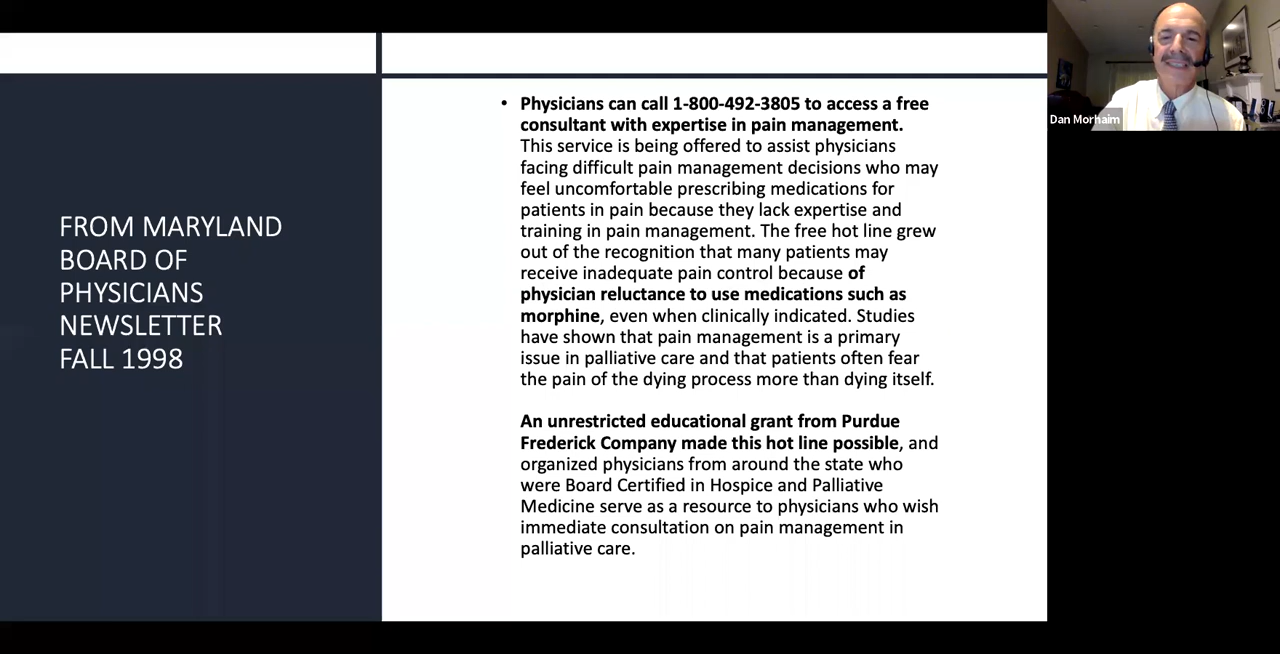 FROM MARYLAND
BOARD OF
PHYSICIANS
NEWSLETTER
FALL 1998
• Physicians can call 1-800-492-3805 to access a free
consultant with expertise in pain management.
This service is being offered to assist physicians
facing difficult pain management decisions who may
feel uncomfortable prescribing medications for
patients in pain because they lack expertise and
training in pain management. The free hot line grew
out of the recognition that many patients may
receive inadequate pain control because of
physician reluctance to use medications such as
morphine, even when clinically indicated. Studies
have shown that pain management is a primary
issue in palliative care and that patients often fear
the pain of the dying process more than dying itself.
An unrestricted educational grant from Purdue
Frederick Company made this hot line possible, and
organized physicians from around the state who
were Board Certified in Hospice and Palliative
Medicine serve as a resource to physicians who wish
immediate consultation on pain management in
palliative care.
Dan Morhaim